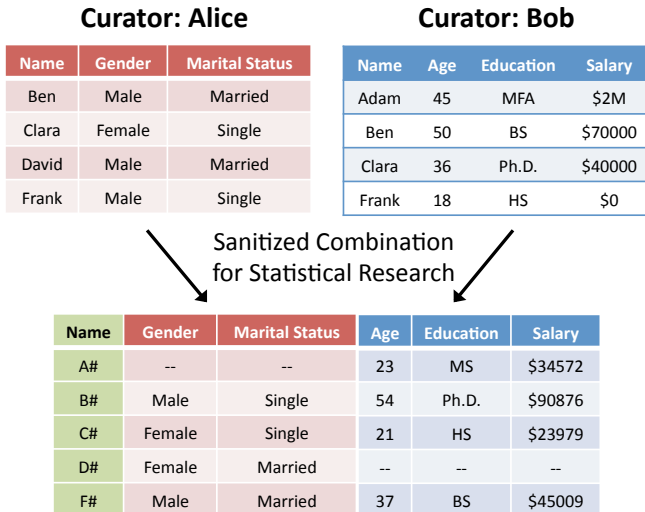 Curator: Alice
Name Gender Marital Status
Ben Male Married
Clara Female Single
David Male Married
Frank Male Single
Curator: Bob
Name Age Education Salary
Adam 45 MFA $2M
Ben 50 BS $70000
Clara 36 Ph.D. $40000
Frank 18 HS $0
Sanitized Combination
for Statistical Research
Name Gender Marital Status Age Education Salary
A# -- -- 23 MS $34572
B# Male Single 54 Ph.D. $90876
C# Female Single 21 HS $23979
D# Female Married -- -- --
F# Male Married 37 BS $45009